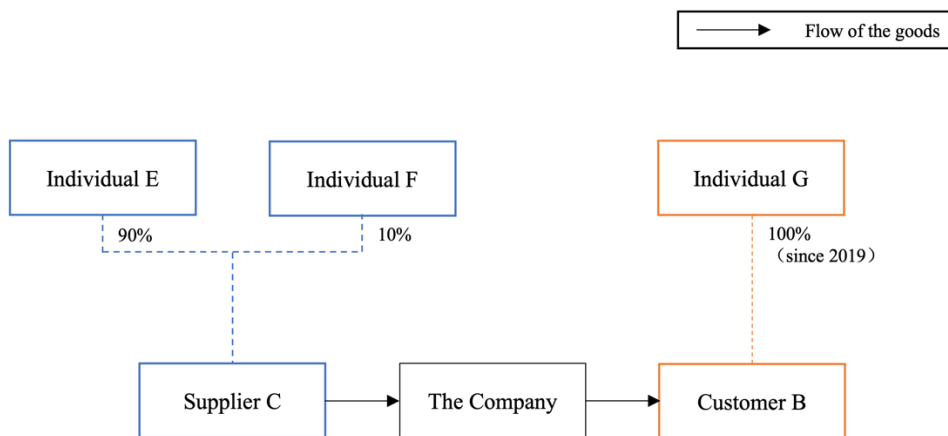 Flow of the goods
Individual E
Individual F
Individual G
90%
10%
100%
（since 2019）
Supplier C
The Company
Customer B